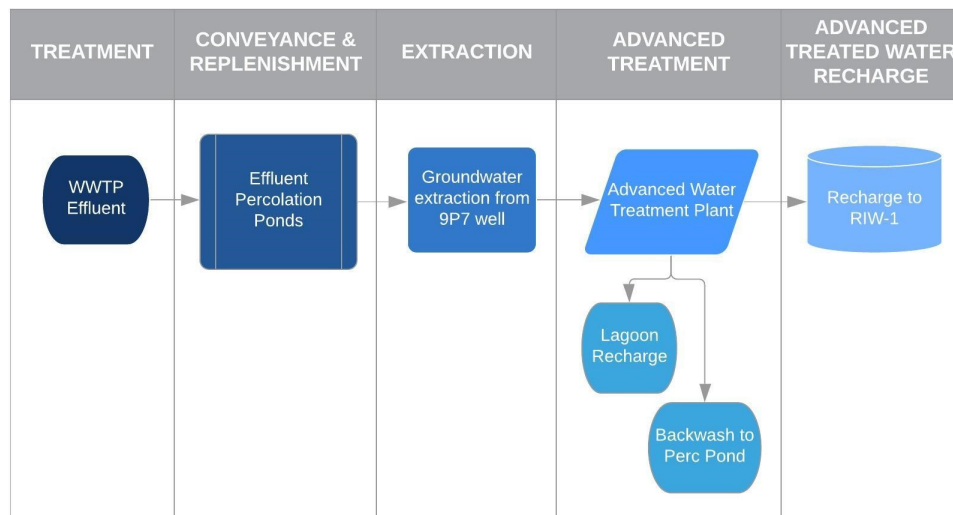 TREATMENT
CONVEYANCE &
REPLENISHMENT
EXTRACTION
ADVANCED
TREATMENT
ADVANCED
TREATED WATER
RECHARGE
WWTP
Effluent
Effluent
Percolation
Ponds
Groundwater
extraction from
9P7 well
Advanced Water
Treatment Plant
Recharge to
RIW-1
Lagoon
Recharge
Backwash to
Perc Pond